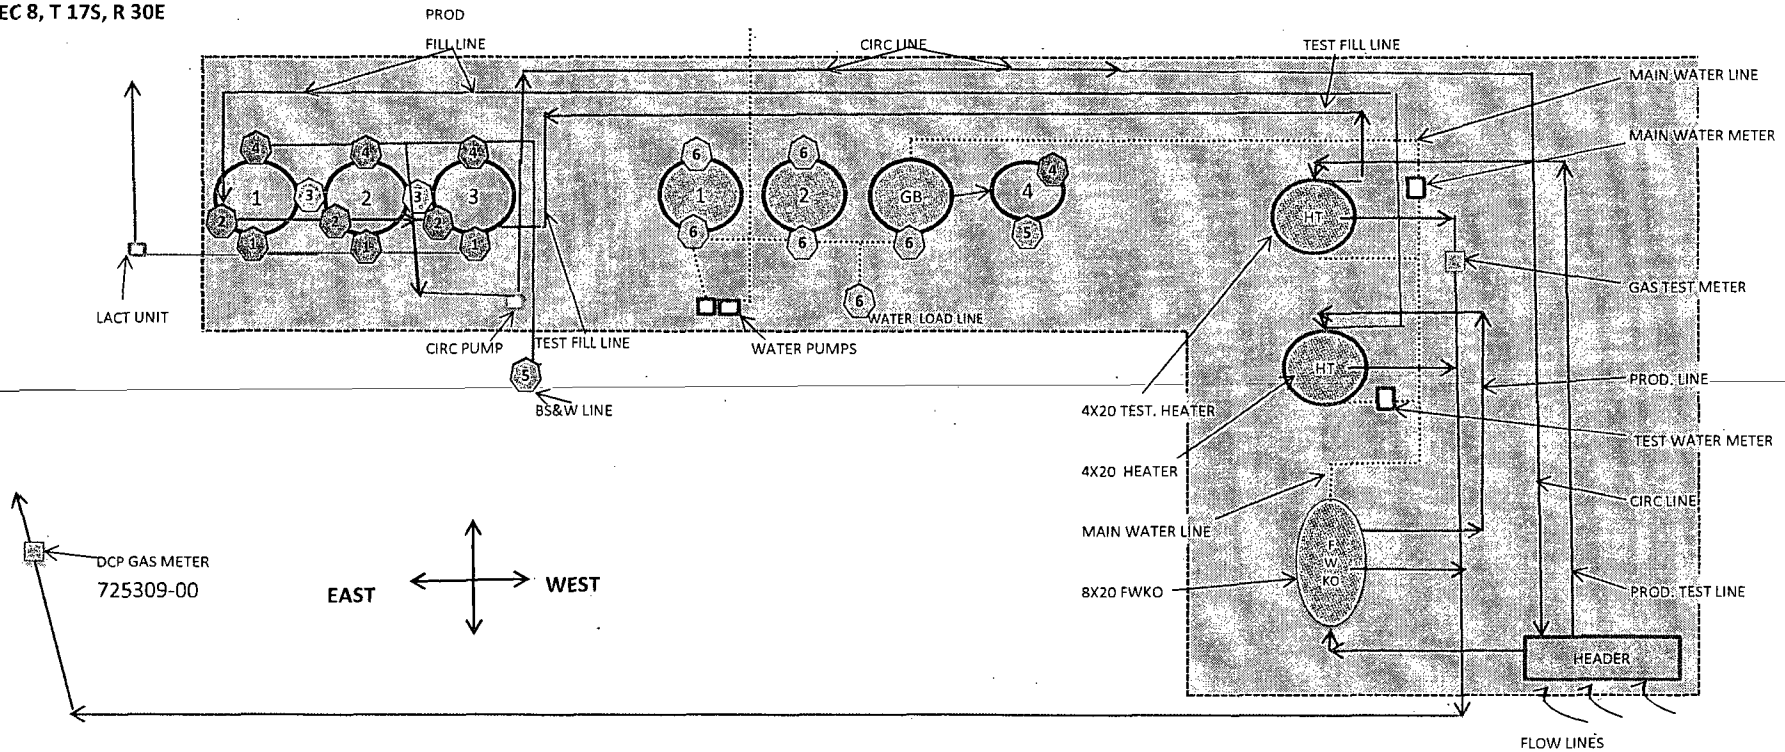 EC 8, T 17S, R 30E
PROD
FILL LINE
CIRC LINE
TEST FILL LINE
MAIN WATER LINE
MAIN WATER METER
4
4
4
6
6
4
1
3
2
3
3
1
2
GB
4
HT
2
2
2
1
1
1
6
6
6
5
GAS TEST METER
LACT UNIT
6
WATER LOAD LINE
CIRC PUMP
TEST FILL LINE
WATER PUMPS
5
HT
PROD. LINE
BS&W LINE
4X20 TEST. HEATER
TEST WATER METER
4X20 HEATER
CIRC LINE
MAIN WATER LINE
DCP GAS METER
725309-00
EAST
WEST
F
W
KO
8X20 FWKO
PROD. TEST LINE
HEADER
FLOW LINES